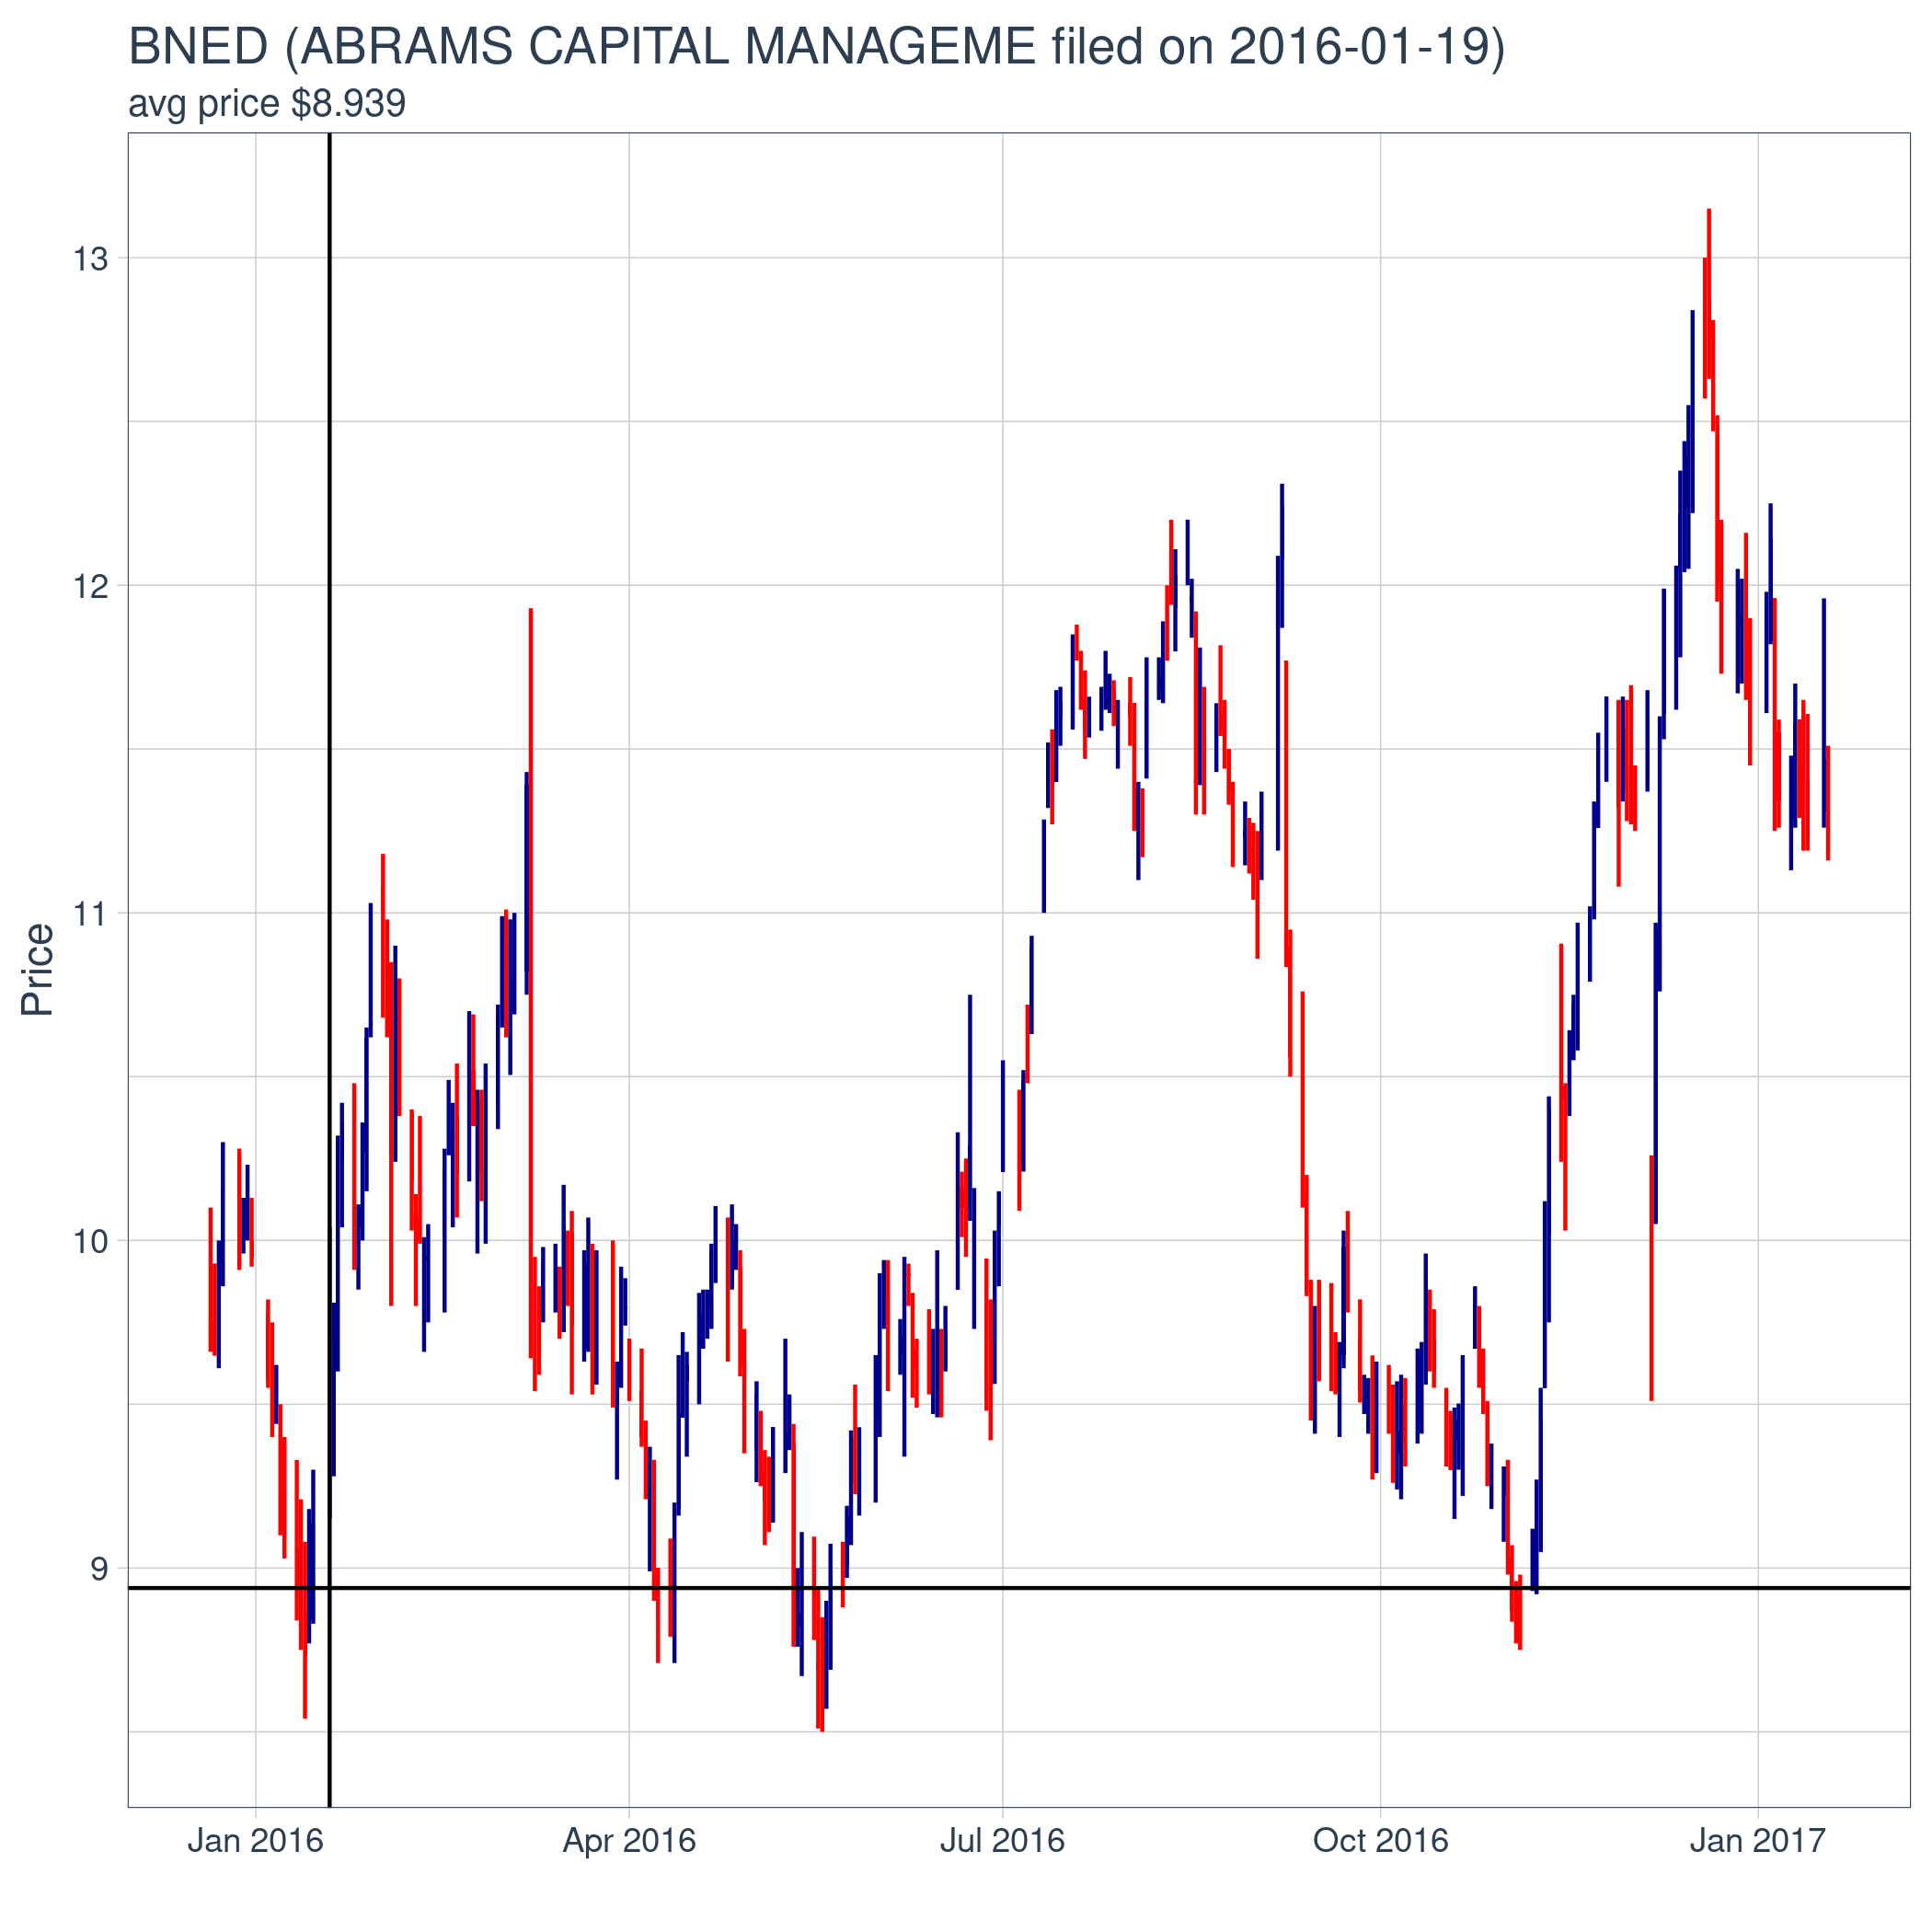 BNED (ABRAMS CAPITAL MANAGEME filed on 2016-01-19)
avg price $8.939
Price
13
12
11
10
9
Jan 2016
Apr 2016
Jul 2016
Oct 2016
Jan 2017